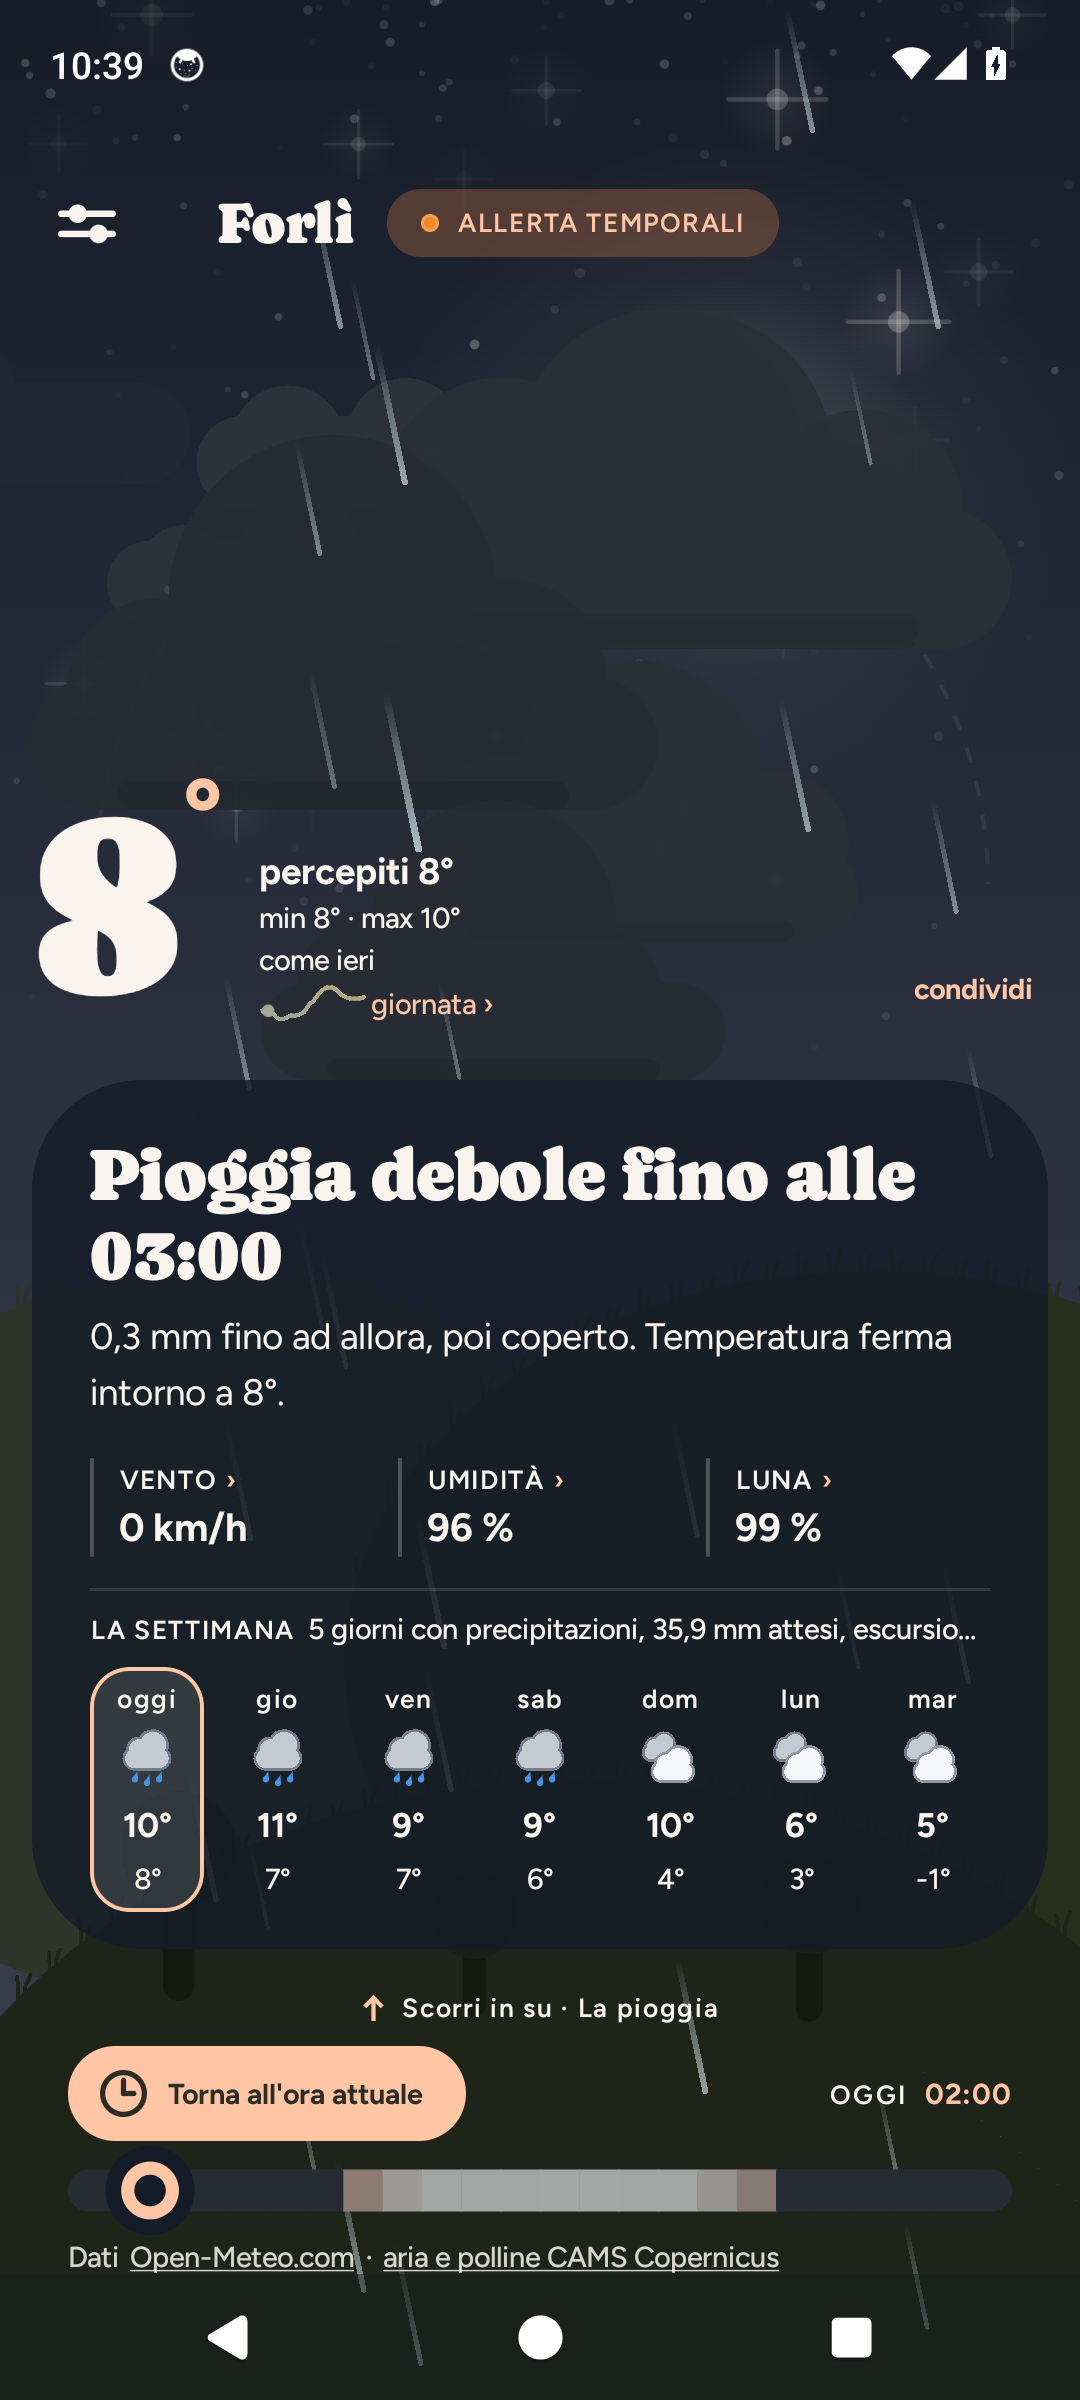 10:39
Forlì
ALLERTA TEMPORALI
8°
percepiti 8°
min 8° · max 10°
come ieri
giornata ›
condividi
Pioggia debole fino alle
03:00
0,3 mm fino ad allora, poi coperto. Temperatura ferma
intorno a 8°.
VENTO › UMIDITÀ › LUNA ›
0 km/h 96 % 99 %
LA SETTIMANA 5 giorni con precipitazioni, 35,9 mm attesi, escursio...
oggi gio ven sab dom lun mar
10° 11° 9° 9° 10° 6° 5°
8° 7° 7° 6° 4° 3° -1°
↑ Scorri in su · La pioggia
Torna all'ora attuale
OGGI 02:00
Dati Open-Meteo.com · aria e polline CAMS Copernicus